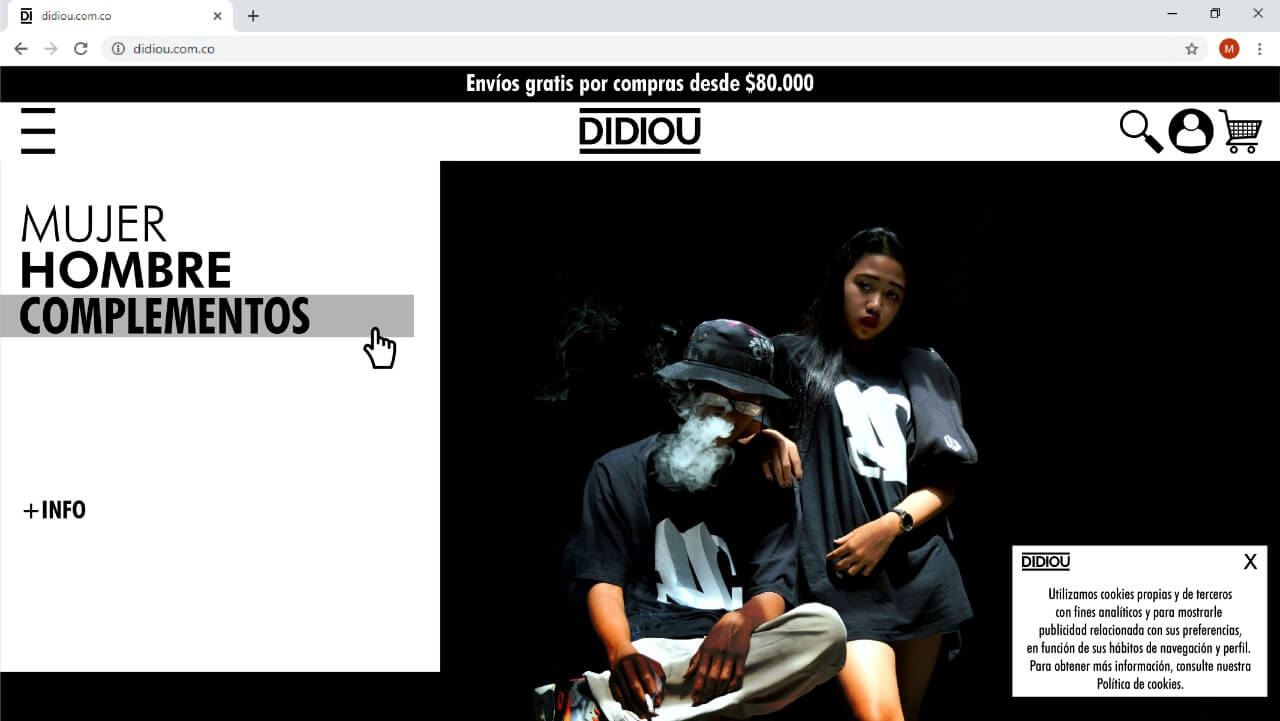 DI didiou.com.co
didiou.com.co
M
Envíos gratis por compras desde $80.000
DIDIOU
MUJER
HOMBRE
COMPLEMENTOS
+INFO
DIDIOU X
Utilizamos cookies propias y de terceros
con fines analíticos y para mostrarle
publicidad relacionada con sus preferencias,
en función de sus hábitos de navegación y perfil.
Para obtener más información, consulte nuestra
Política de cookies.